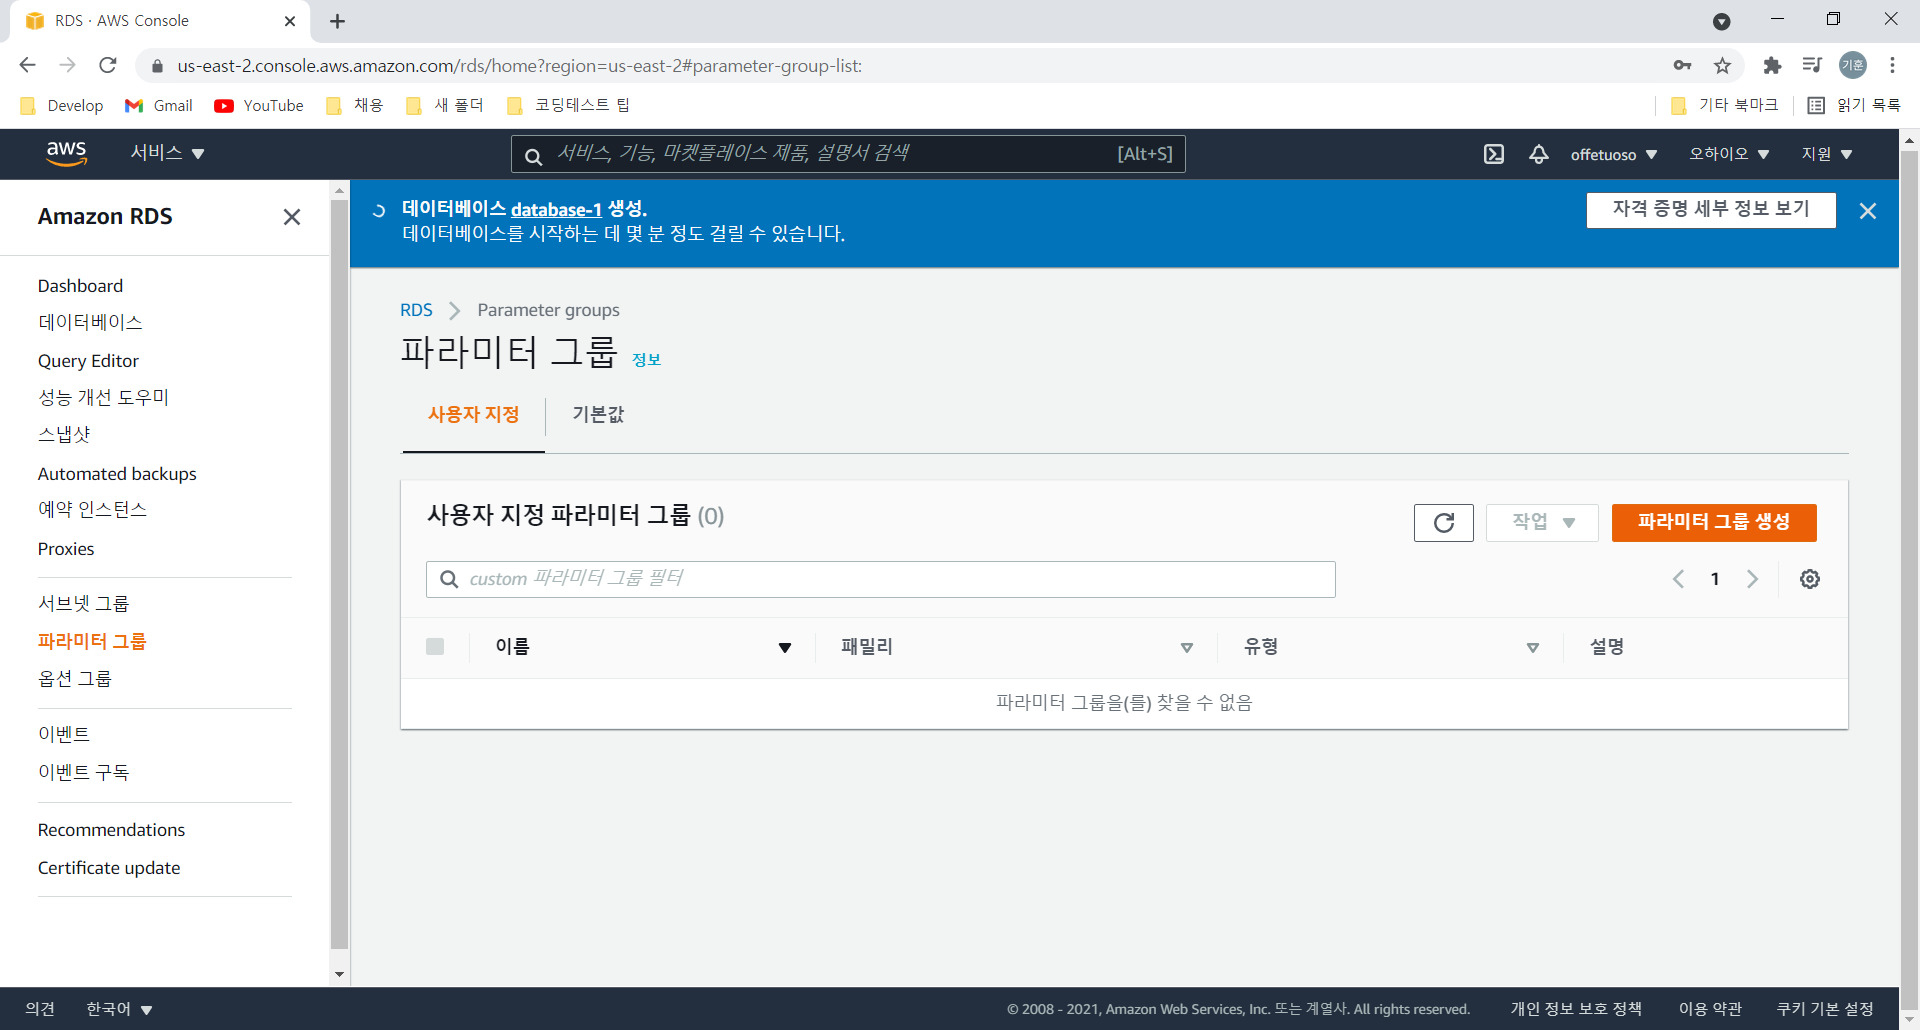 RDS · AWS Console
us-east-2.console.aws.amazon.com/rds/home?region=us-east-2#parameter-group-list:
기훈
Develop Gmail YouTube 채용 새 폴더 코딩테스트 팁 기타 북마크 읽기 목록
aws 서비스 서비스, 기능, 마켓플레이스 제품, 설명서 검색 [Alt+S] offetuoso 오하이오 지원
Amazon RDS
Dashboard
데이터베이스
Query Editor
성능 개선 도우미
스냅샷
Automated backups
예약 인스턴스
Proxies
서브넷 그룹
파라미터 그룹
옵션 그룹
이벤트
이벤트 구독
Recommendations
Certificate update
데이터베이스 database-1 생성.
데이터베이스를 시작하는 데 몇 분 정도 걸릴 수 있습니다.
자격 증명 세부 정보 보기
RDS Parameter groups
파라미터 그룹 정보
사용자 지정 기본값
사용자 지정 파라미터 그룹 (0)
작업 파라미터 그룹 생성
custom 파라미터 그룹 필터
1
이름 패밀리 유형 설명
파라미터 그룹을(를) 찾을 수 없음
의견 한국어 © 2008 - 2021, Amazon Web Services, Inc. 또는 계열사. All rights reserved. 개인 정보 보호 정책 이용 약관 쿠키 기본 설정